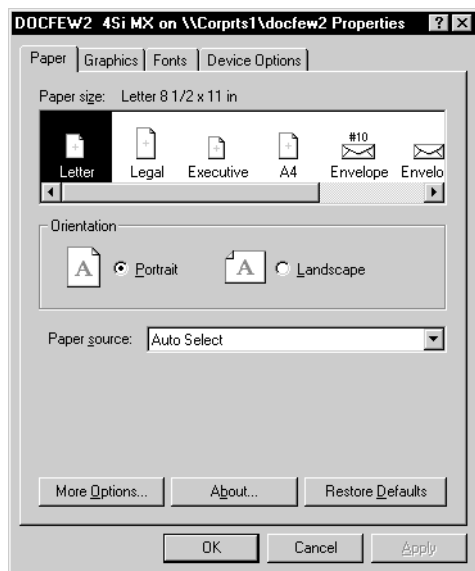 DOCFEW2 4Si MX on \\Corprts1\docfew2 Properties
Paper Graphics Fonts Device Options
Paper size: Letter 8 1/2 x 11 in
#10
Letter Legal Executive A4 Envelope Envelo
Orientation
A Portrait A Landscape
Paper source: Auto Select
More Options... About... Restore Defaults
OK Cancel Apply